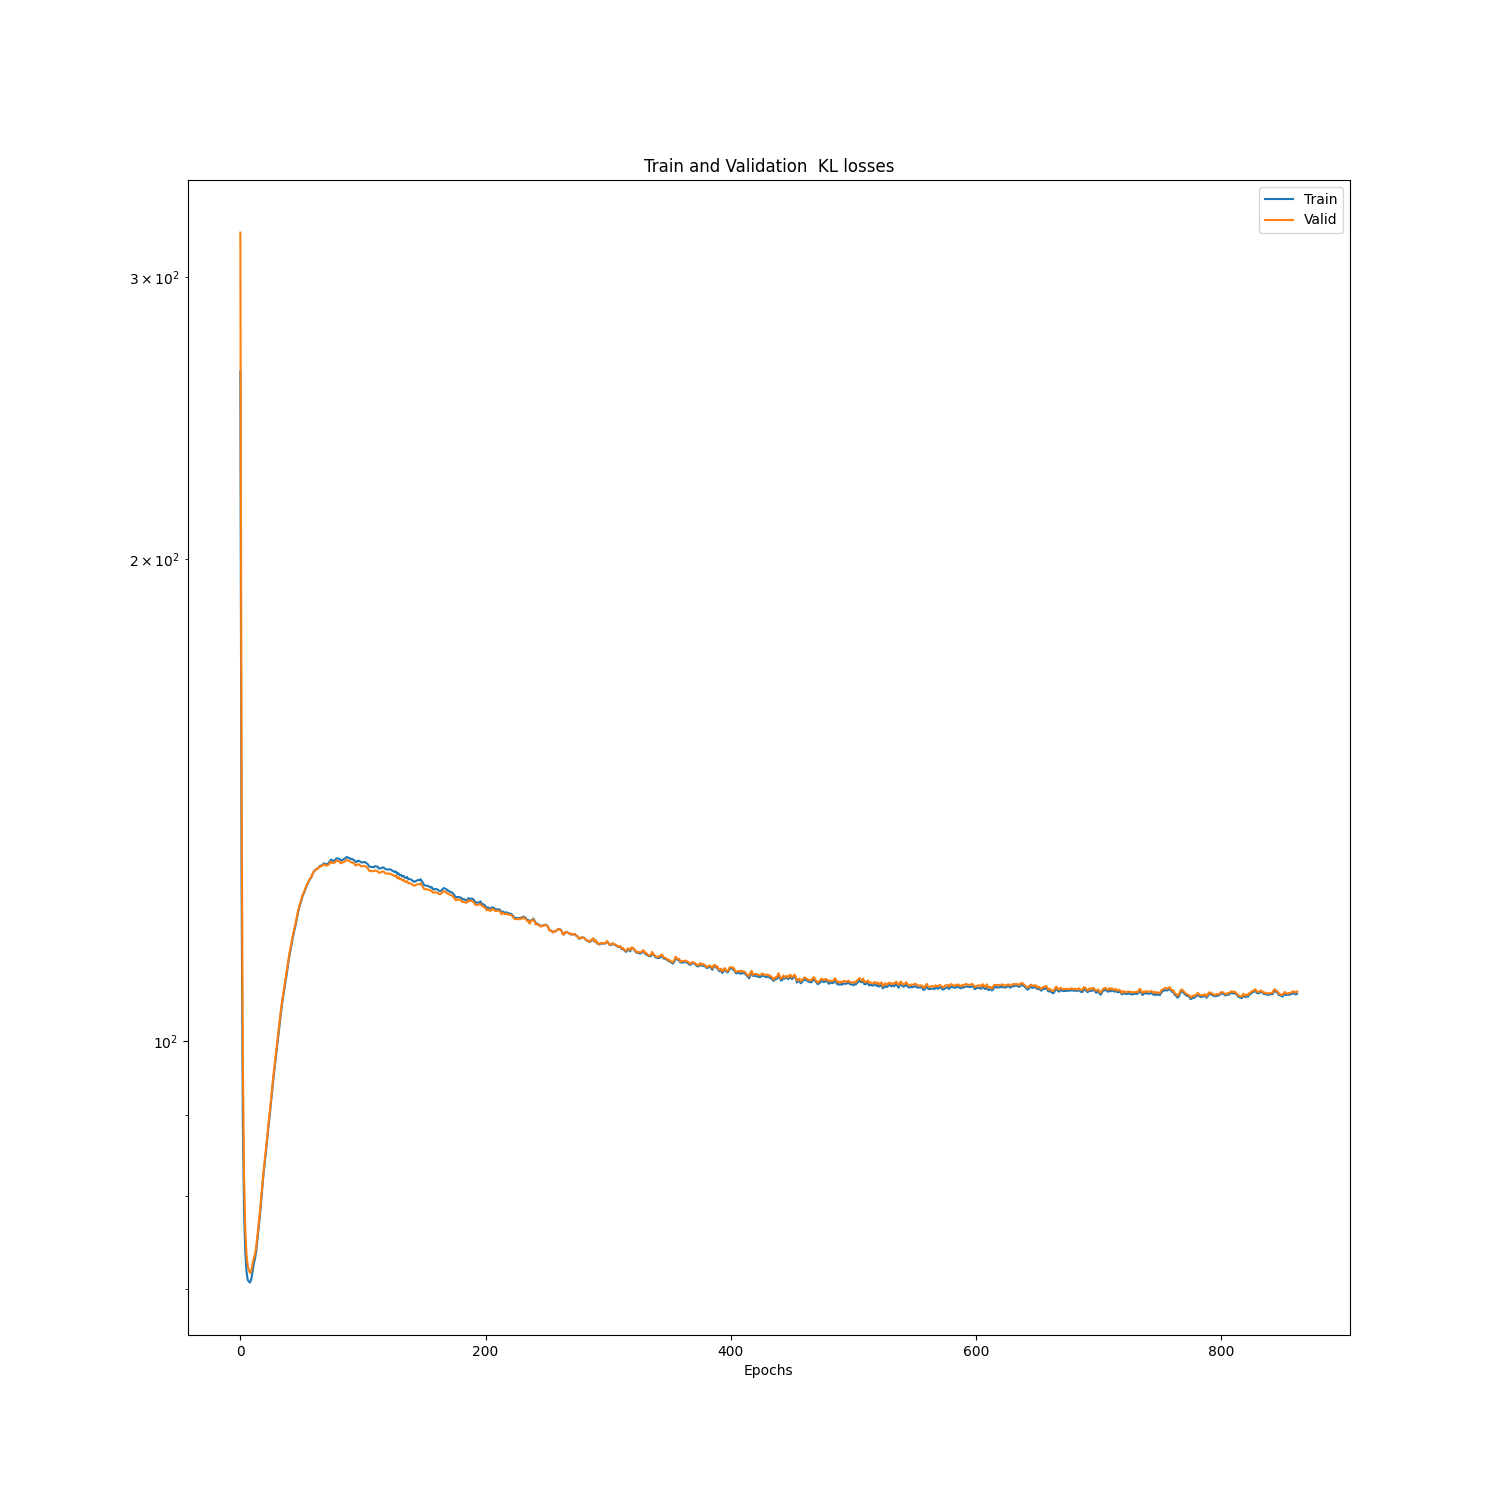 Train and Validation  KL losses
Train
Valid
3 × 10²
2 × 10²
10²
0 200 400 600 800
Epochs